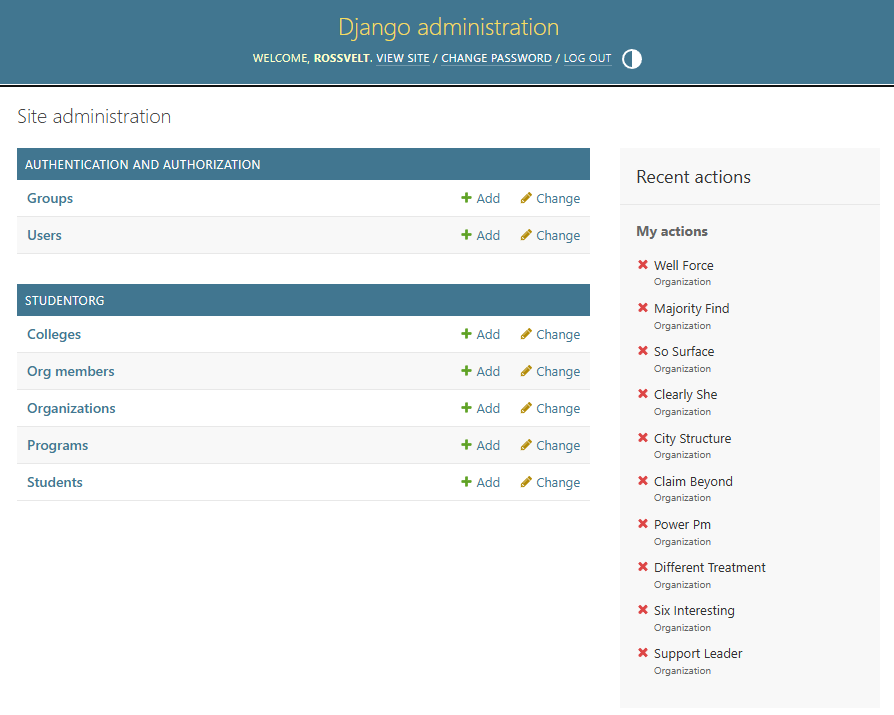 Django administration
WELCOME, ROSSVELT. VIEW SITE / CHANGE PASSWORD / LOG OUT
Site administration
AUTHENTICATION AND AUTHORIZATION
Groups Add Change
Users Add Change
STUDENTORG
Colleges Add Change
Org members Add Change
Organizations Add Change
Programs Add Change
Students Add Change
Recent actions
My actions
Well Force
Organization
Majority Find
Organization
So Surface
Organization
Clearly She
Organization
City Structure
Organization
Claim Beyond
Organization
Power Pm
Organization
Different Treatment
Organization
Six Interesting
Organization
Support Leader
Organization